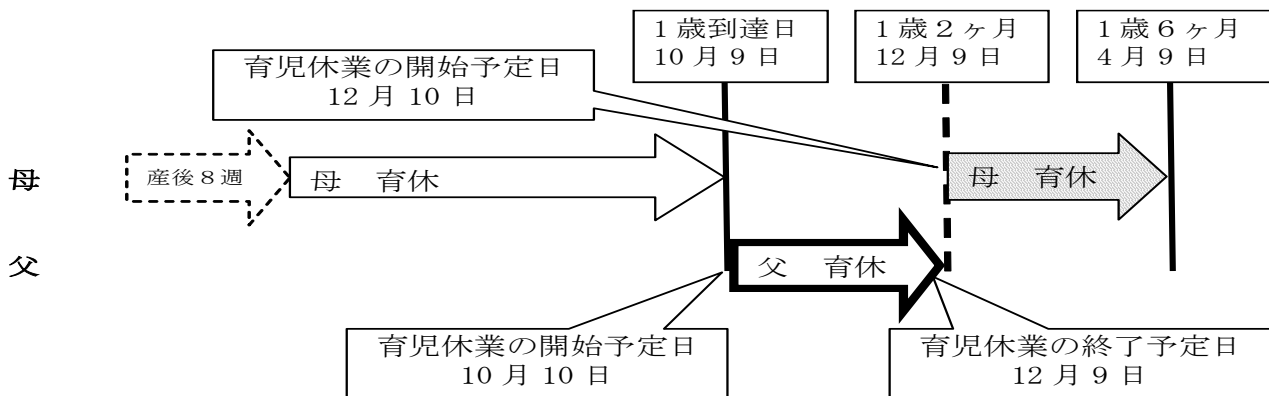 １歳到達日
10月９日
１歳２ヶ月
12月９日
１歳６ヶ月
４月９日
育児休業の開始予定日
12月10日
母
産後８週
母　育休
母　育休
父
父　育休
育児休業の開始予定日
10月10日
育児休業の終了予定日
12月９日